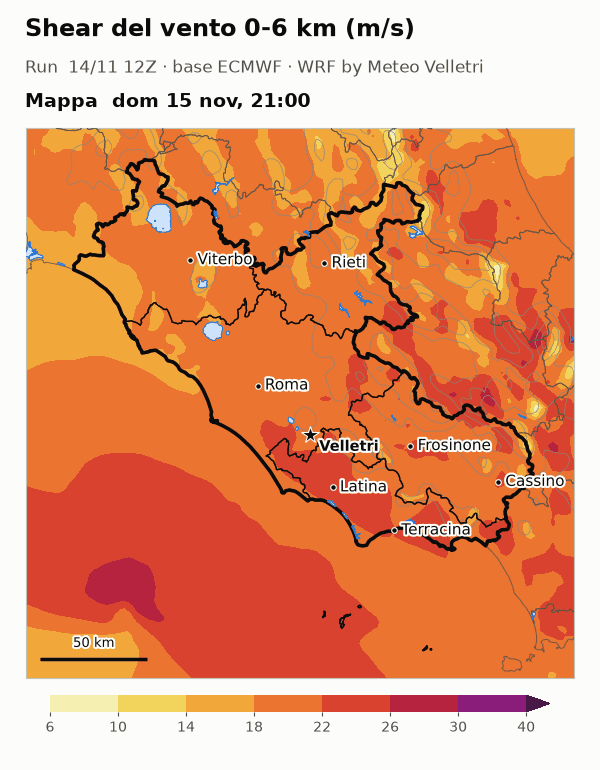 Shear del vento 0-6 km (m/s)
Run  14/11 12Z · base ECMWF · WRF by Meteo Velletri
Mappa  dom 15 nov, 21:00
Viterbo
Rieti
Roma
Velletri
Frosinone
Latina
Cassino
Terracina
50 km
6 10 14 18 22 26 30 40